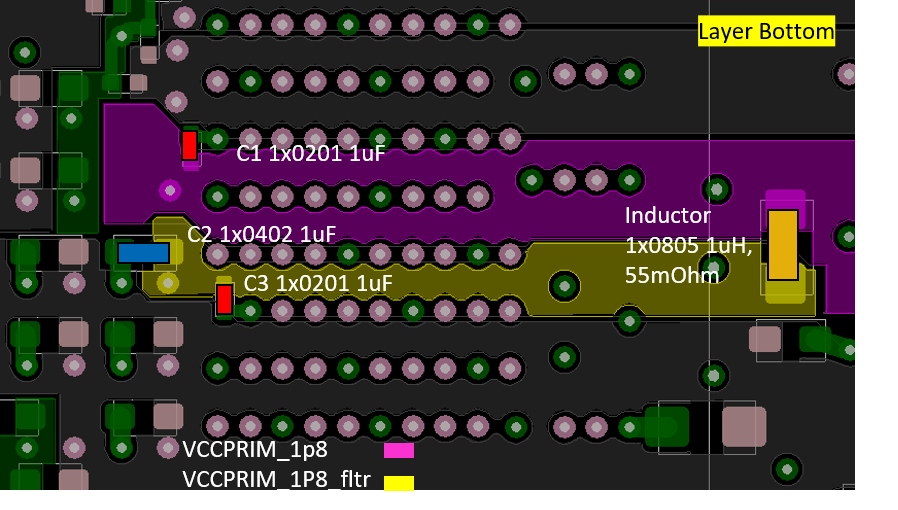 Layer Bottom
C1 1x0201 1uF
Inductor
1x0805 1uH,
55mOhm
C2 1x0402 1uF
C3 1x0201 1uF
VCCPRIM_1p8
VCCPRIM_1P8_fltr